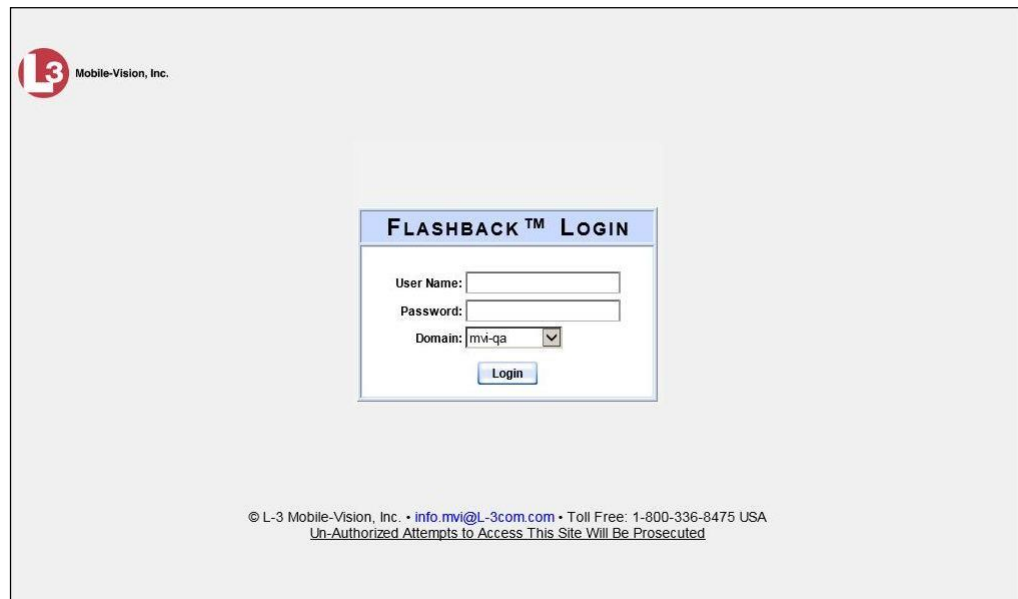 L3 Mobile-Vision, Inc.
FLASHBACK™ LOGIN
User Name:
Password:
Domain: mvi-qa
Login
© L-3 Mobile-Vision, Inc. • info.mvi@L-3com.com • Toll Free: 1-800-336-8475 USA
Un-Authorized Attempts to Access This Site Will Be Prosecuted